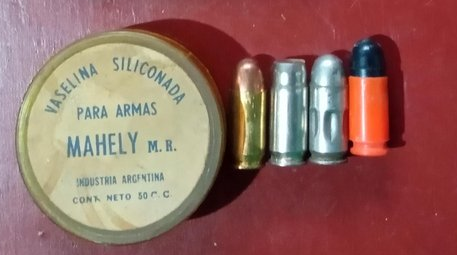 VASELINA SILICONADA
PARA ARMAS
MAHELY M.R.
INDUSTRIA ARGENTINA
CONT. NETO 50 C.C.